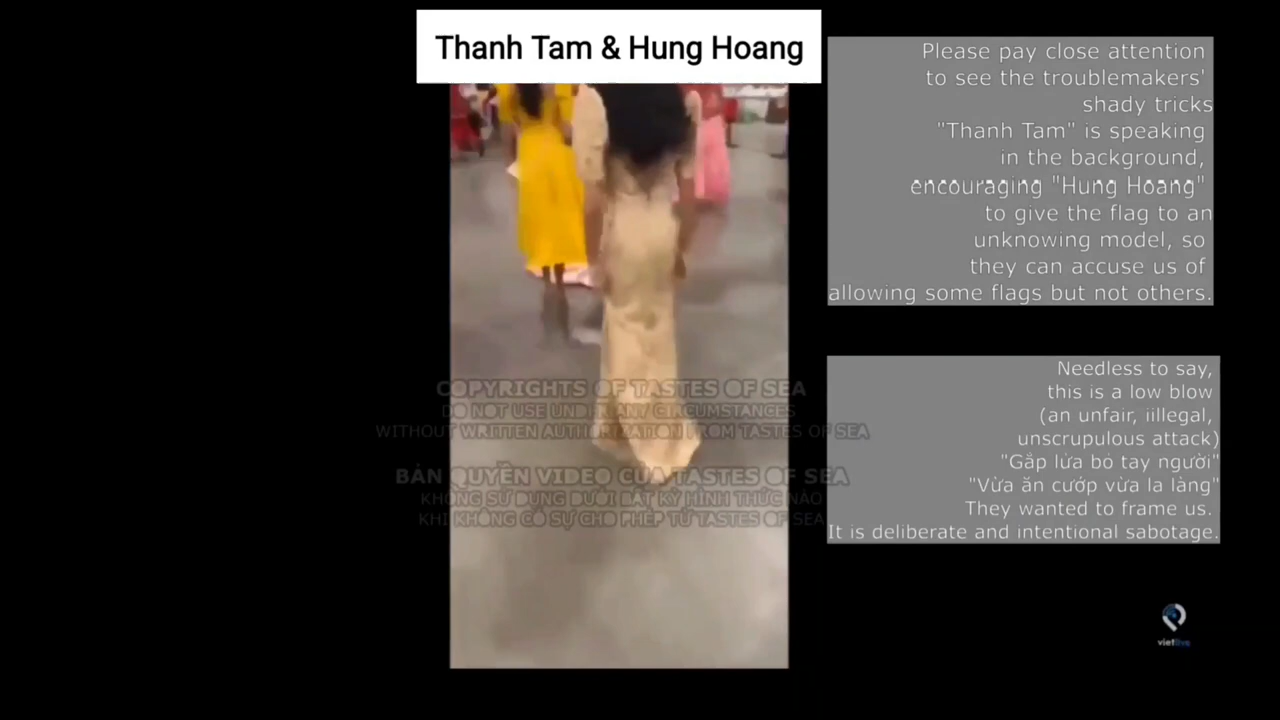 Thanh Tam & Hung Hoang
Please pay close attention
to see the troublemakers'
shady tricks
"Thanh Tam" is speaking
in the background,
encouraging "Hung Hoang"
to give the flag to an
unknowing model, so
they can accuse us of
allowing some flags but not others.
Needless to say,
this is a low blow
(an unfair, iillegal,
unscrupulous attack)
"Gắp lửa bỏ tay người"
"Vừa ăn cướp vừa la làng"
They wanted to frame us.
It is deliberate and intentional sabotage.
COPYRIGHTS OF TASTES OF SEA
DO NOT USE UNDER ANY CIRCUMSTANCES
WITHOUT WRITTEN AUTHORIZATION FROM TASTES OF SEA
BẢN QUYỀN VIDEO CỦA TASTES OF SEA
KHÔNG SỬ DỤNG DƯỚI BẤT KỲ HÌNH THỨC NÀO
KHI KHÔNG CÓ SỰ CHO PHÉP TỪ TASTES OF SEA
vietlive